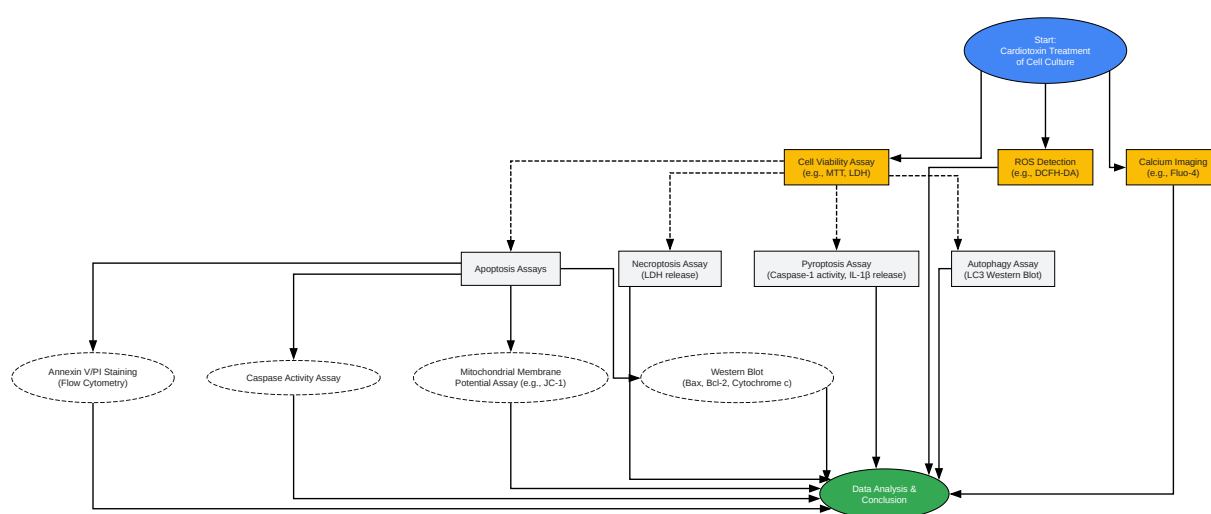 Start:
Cardiotoxin Treatment
of Cell Culture
Cell Viability Assay
(e.g., MTT, LDH)
ROS Detection
(e.g., DCFH-DA)
Calcium Imaging
(e.g., Fluo-4)
Apoptosis Assays
Necroptosis Assay
(LDH release)
Pyroptosis Assay
(Caspase-1 activity, IL-1β release)
Autophagy Assay
(LC3 Western Blot)
Annexin V/PI Staining
(Flow Cytometry)
Caspase Activity Assay
Mitochondrial Membrane
Potential Assay (e.g., JC-1)
Western Blot
(Bax, Bcl-2, Cytochrome c)
Data Analysis &
Conclusion